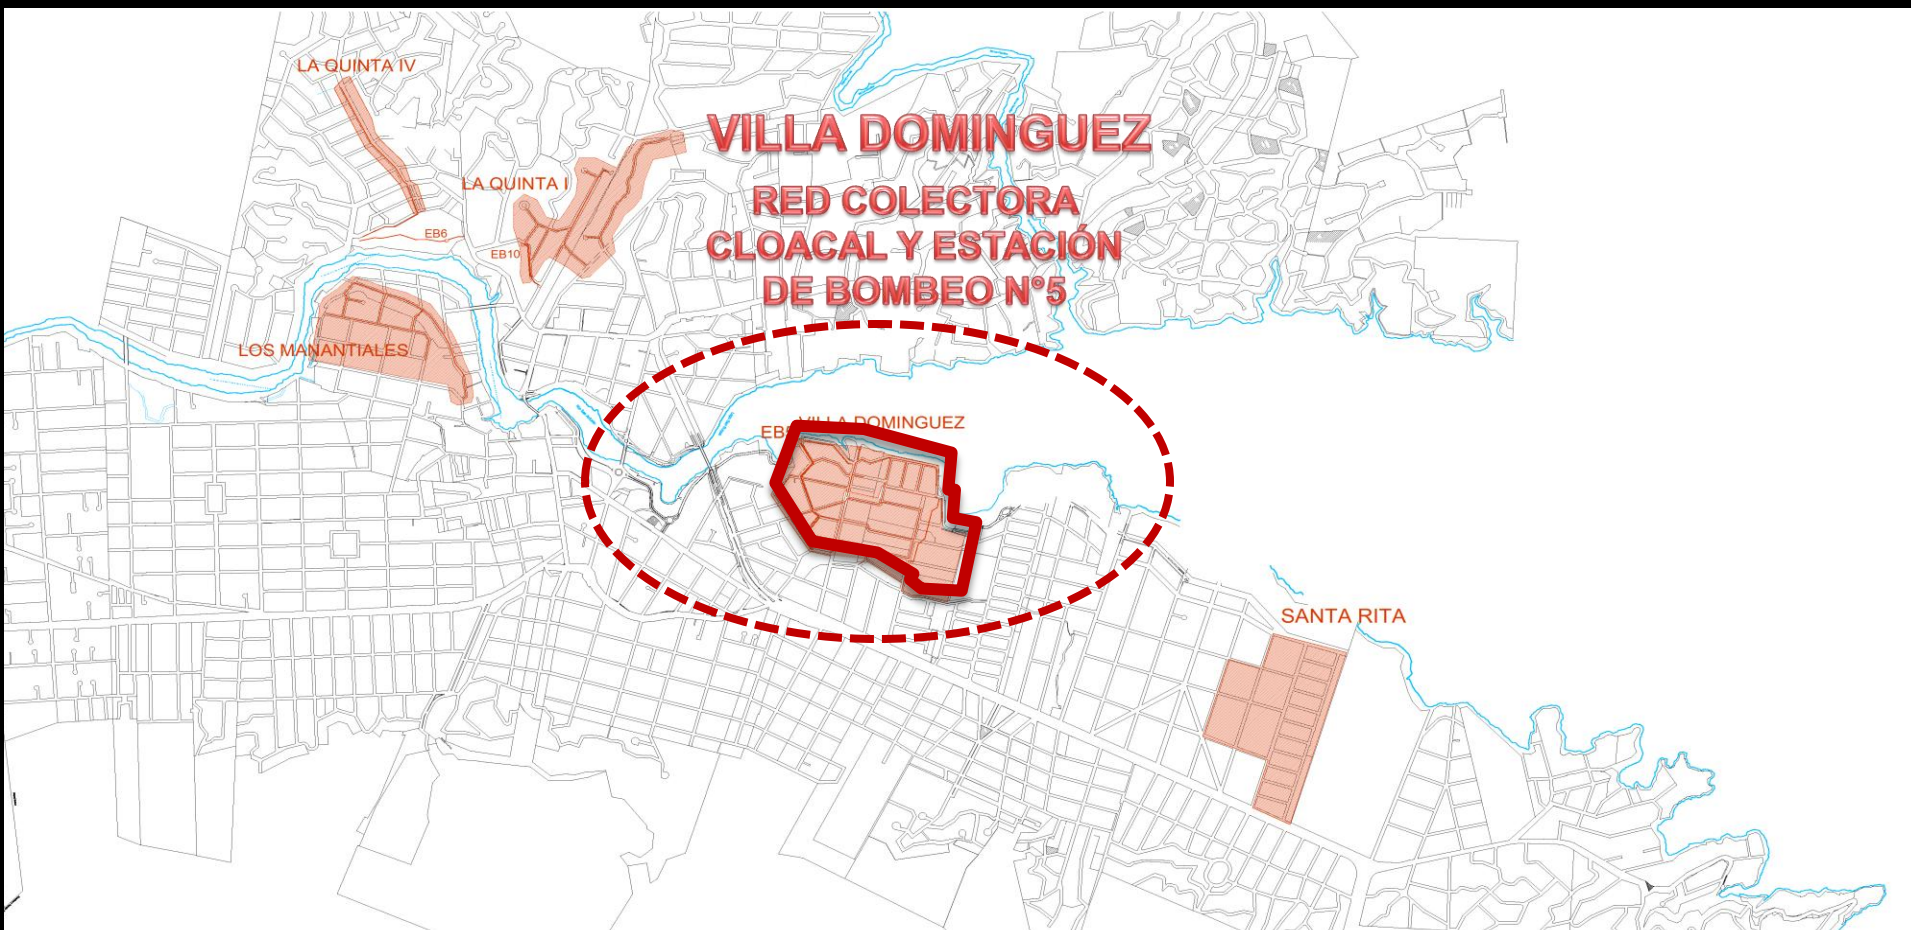 LA QUINTA IV
VILLA DOMINGUEZ
RED COLECTORA
CLOACAL Y ESTACIÓN
DE BOMBEO N°5
LA QUINTA I
EB6
EB10
LOS MANANTIALES
VILLA DOMINGUEZ
SANTA RITA